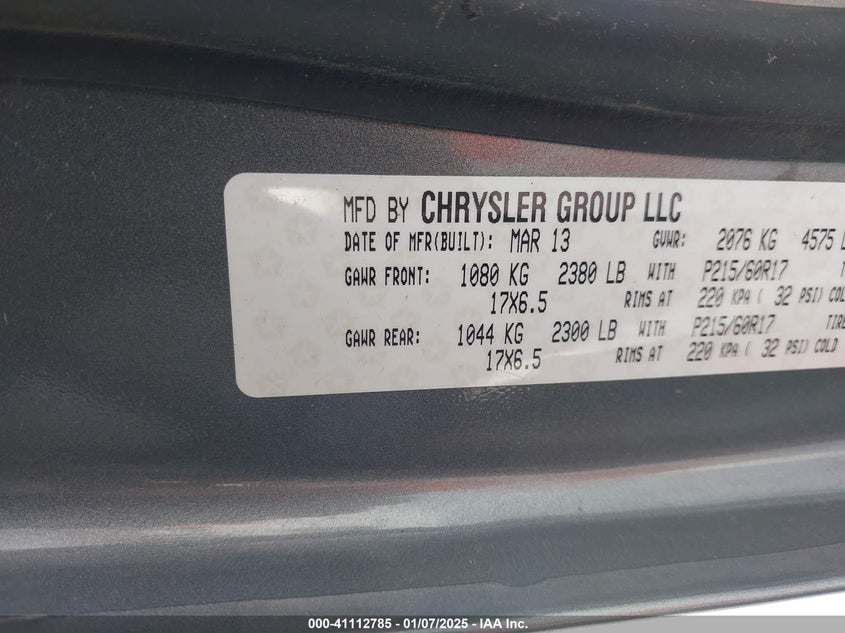 MFD BY CHRYSLER GROUP LLC
DATE OF MFR(BUILT): MAR 13 GVWR: 2076 KG 4575
GAWR FRONT: 1080 KG 2380 LB WITH P215/60R17
17X6.5 RIMS AT 220 KPA ( 32 PSI) COLD
GAWR REAR: 1044 KG 2300 LB WITH P215/60R17 TIRE
17X6.5 RIMS AT 220 KPA ( 32 PSI) COLD
000-41112785 - 01/07/2025 - IAA Inc.